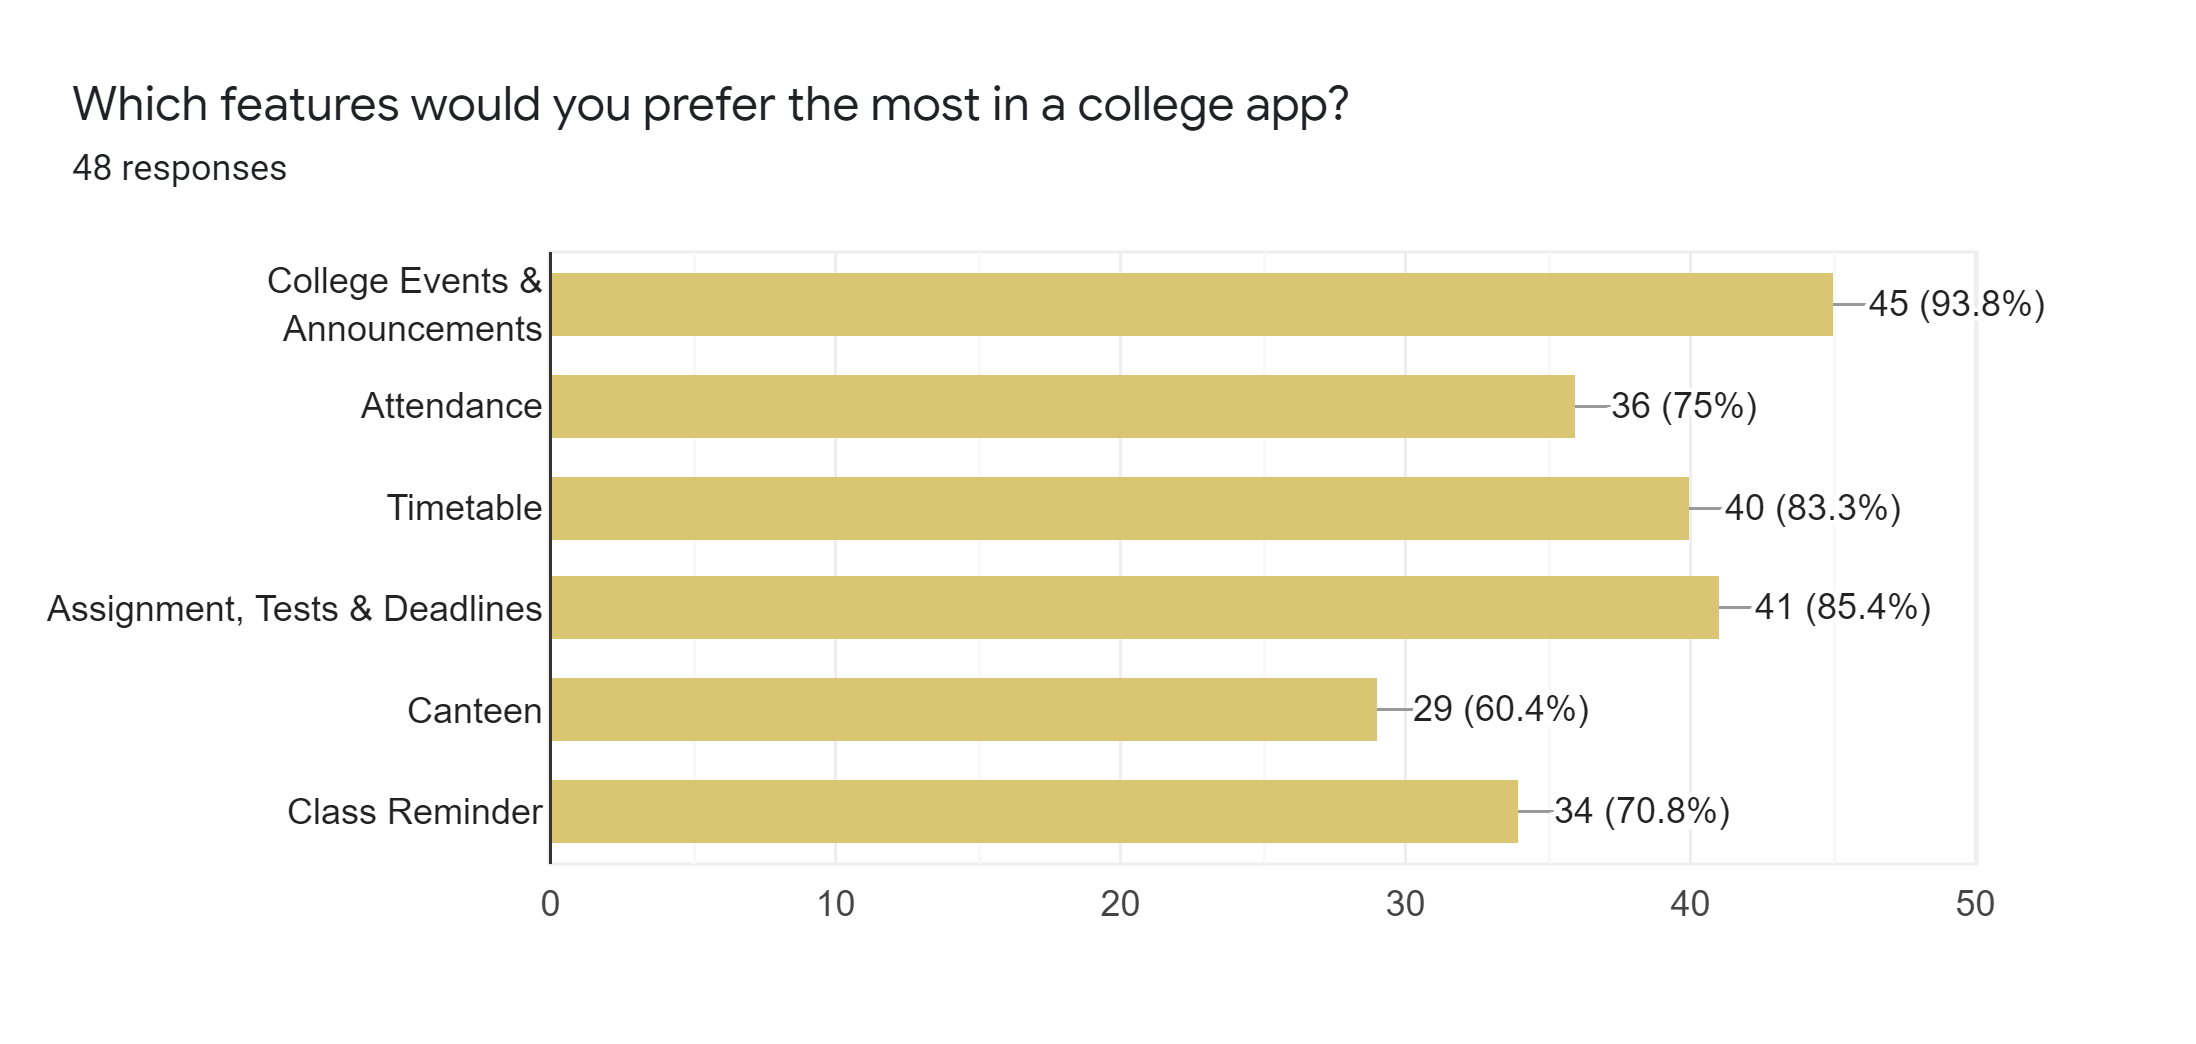 Which features would you prefer the most in a college app?
48 responses
College Events &
Announcements
45 (93.8%)
Attendance
36 (75%)
Timetable
40 (83.3%)
Assignment, Tests & Deadlines
41 (85.4%)
Canteen
29 (60.4%)
Class Reminder
34 (70.8%)
0 10 20 30 40 50